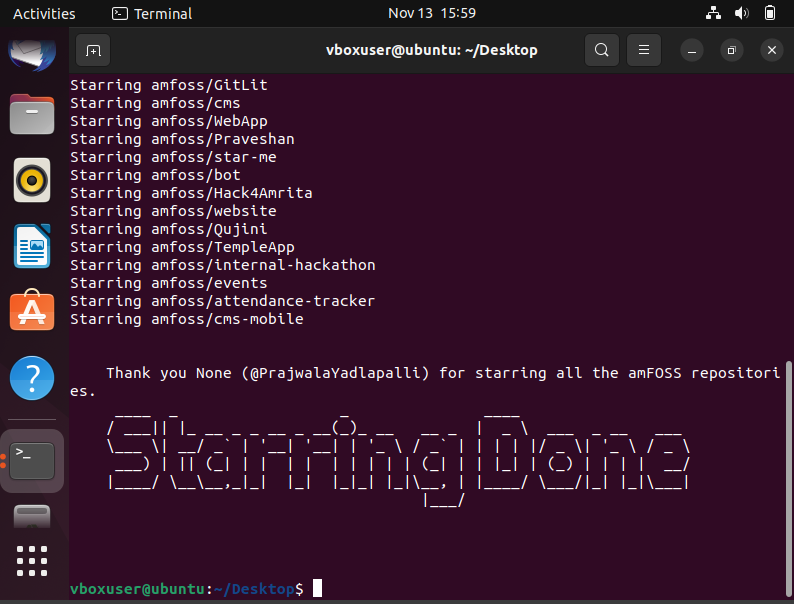 Activities Terminal Nov 13 15:59
vboxuser@ubuntu: ~/Desktop
Starring amfoss/GitLit
Starring amfoss/cms
Starring amfoss/WebApp
Starring amfoss/Praveshan
Starring amfoss/star-me
Starring amfoss/bot
Starring amfoss/Hack4Amrita
Starring amfoss/website
Starring amfoss/Qujini
Starring amfoss/TempleApp
Starring amfoss/internal-hackathon
Starring amfoss/events
Starring amfoss/attendance-tracker
Starring amfoss/cms-mobile
Thank you None (@PrajwalaYadlapalli) for starring all the amFOSS repositori
es.
Starring Done
vboxuser@ubuntu:~/Desktop$